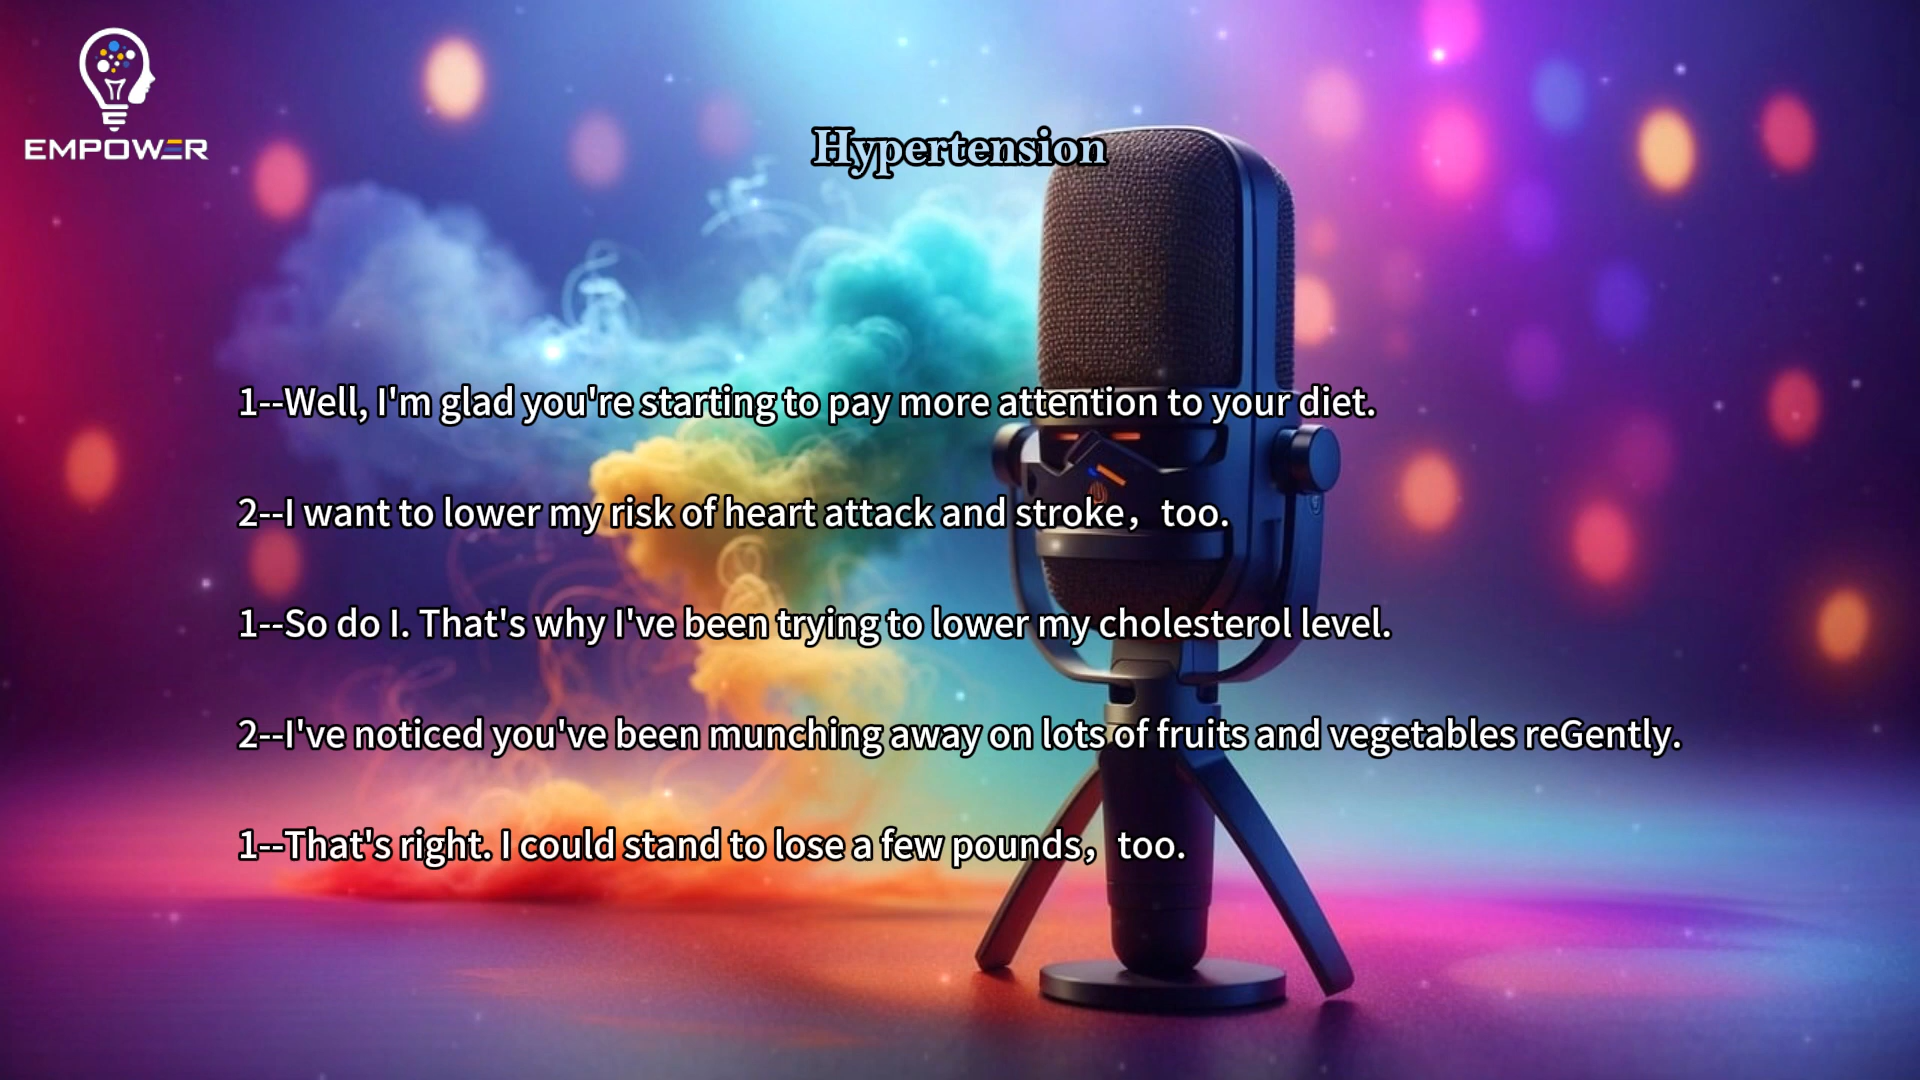 EMPOWER
Hypertension
1--Well, I'm glad you're starting to pay more attention to your diet.
2--I want to lower my risk of heart attack and stroke，too.
1--So do I. That's why I've been trying to lower my cholesterol level.
2--I've noticed you've been munching away on lots of fruits and vegetables reGently.
1--That's right. I could stand to lose a few pounds，too.